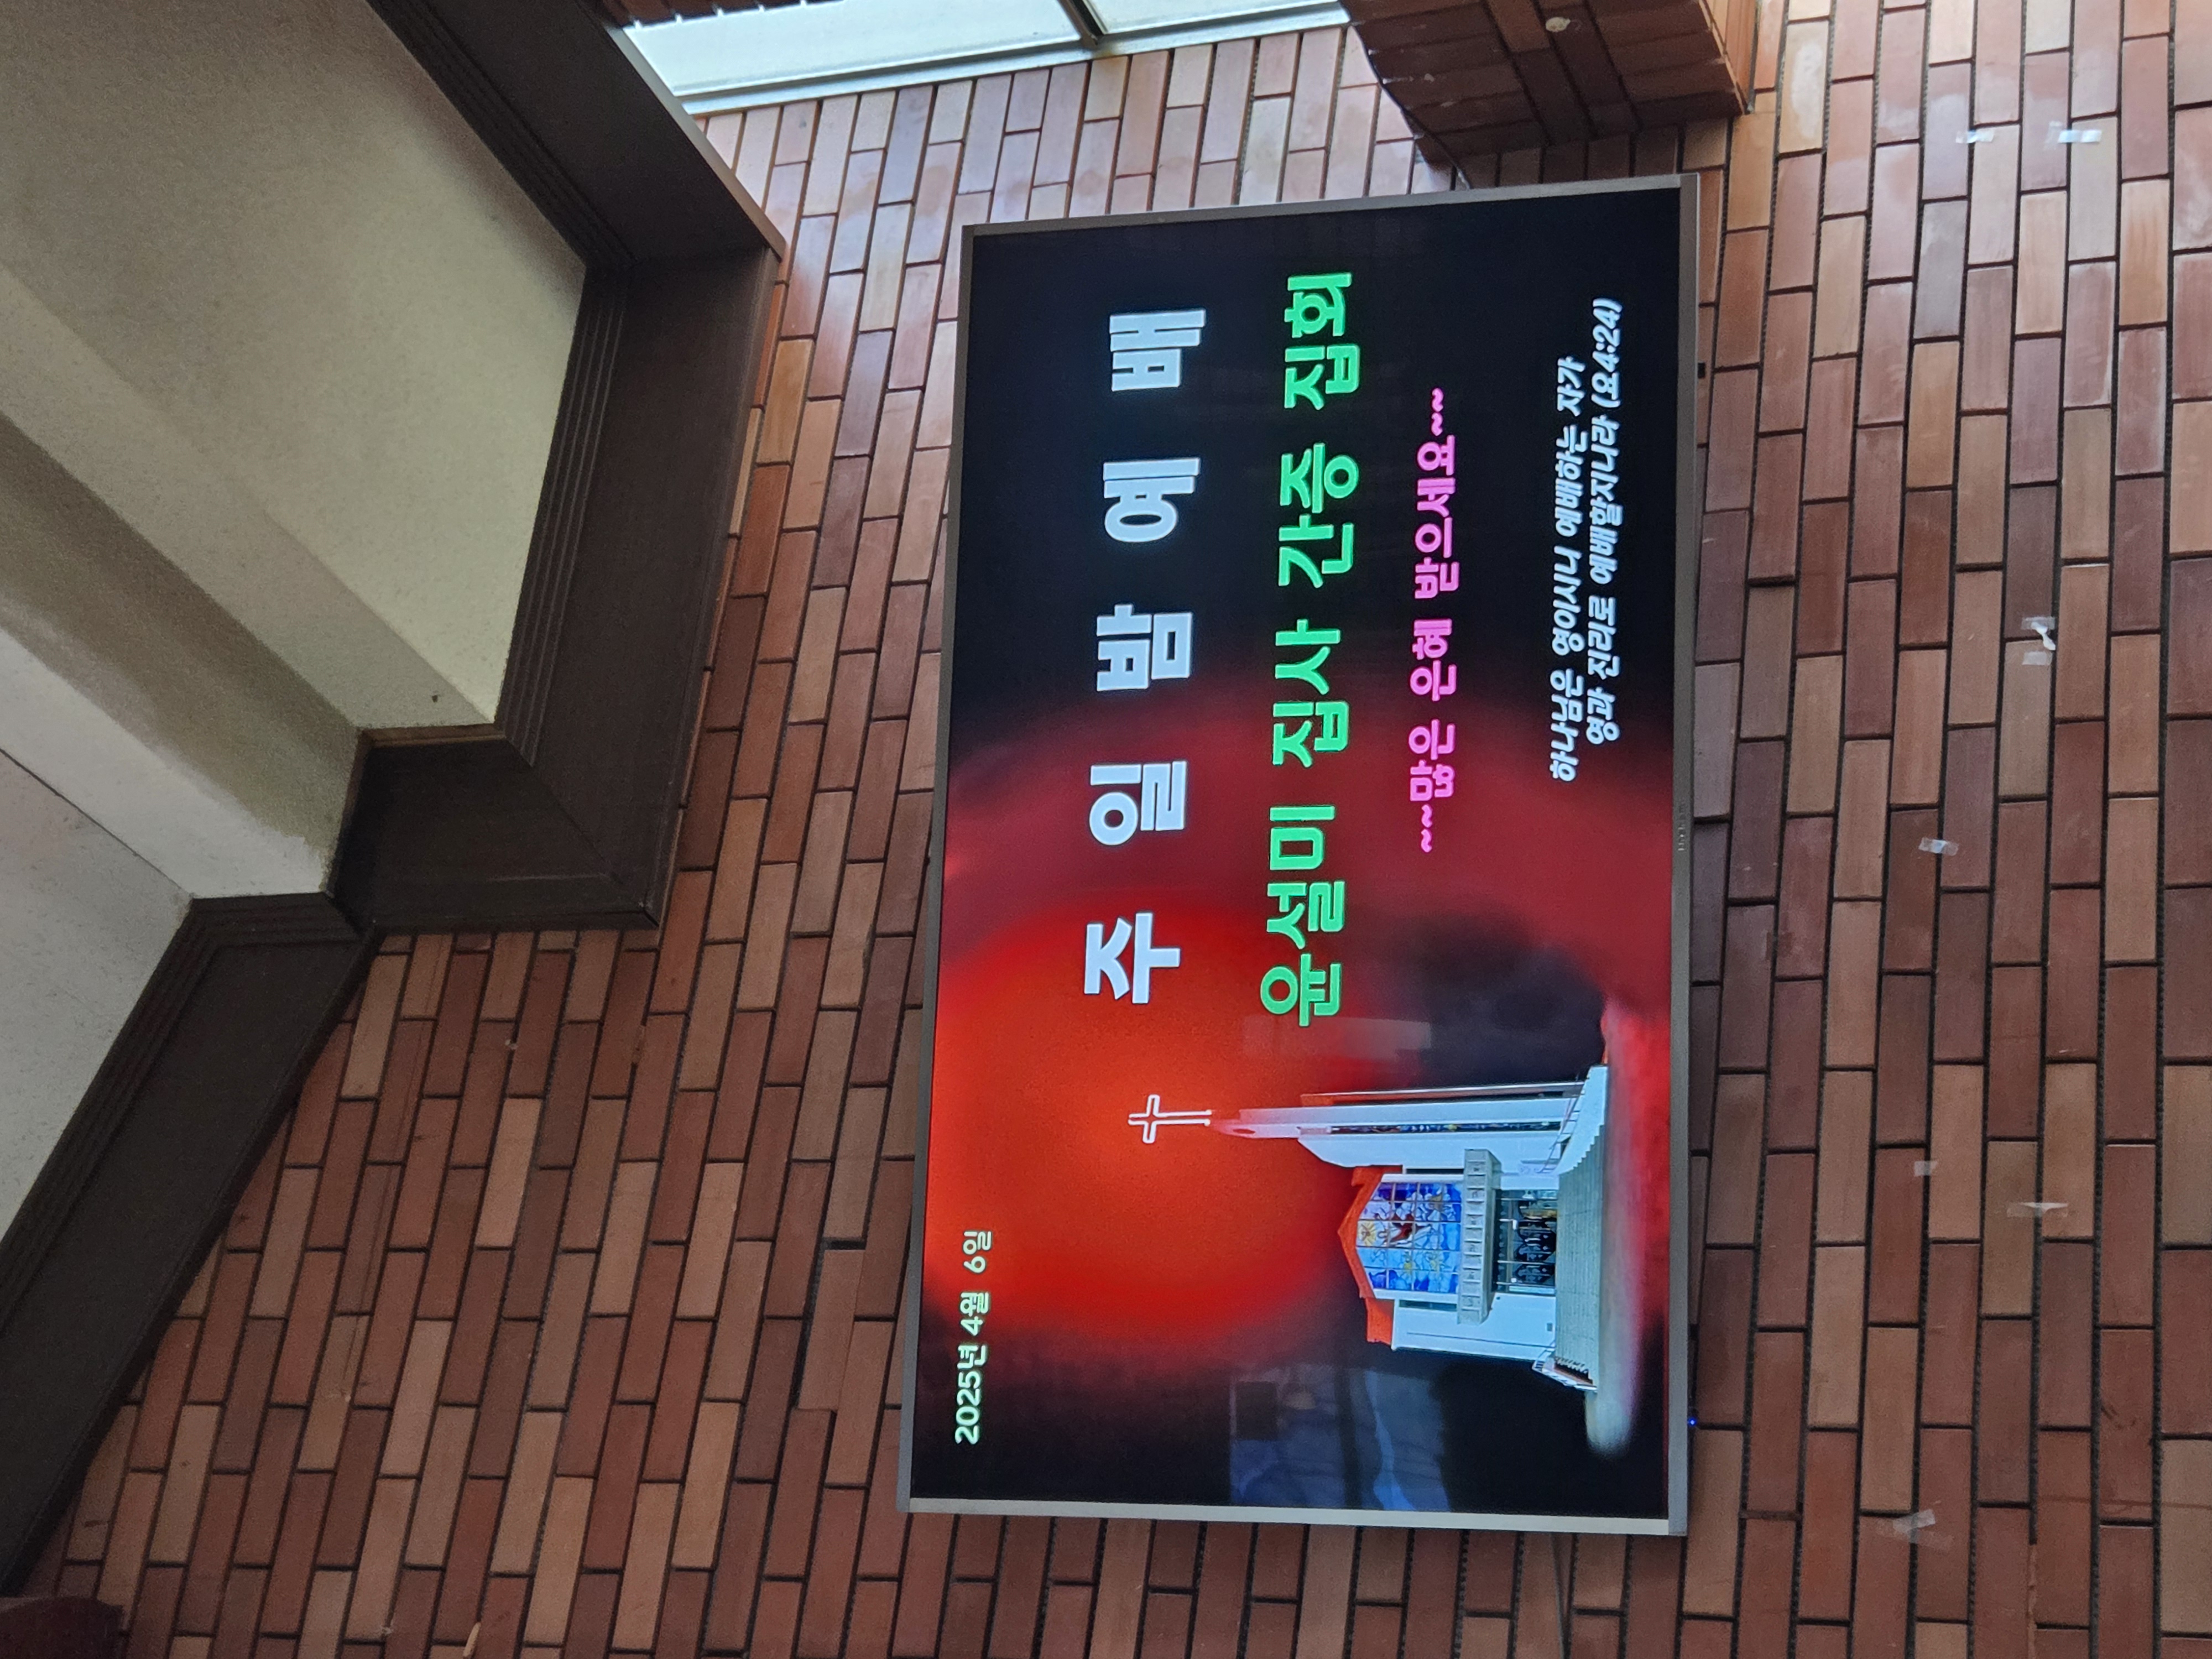 2025년 4월 6일
주 일 밤 예 배
윤설미 집사 간증 집회
~~많은 은혜 받으세요~~
하나님은 영이시니 예배하는 자가
영과 진리로 예배할지니라 (요4:24)